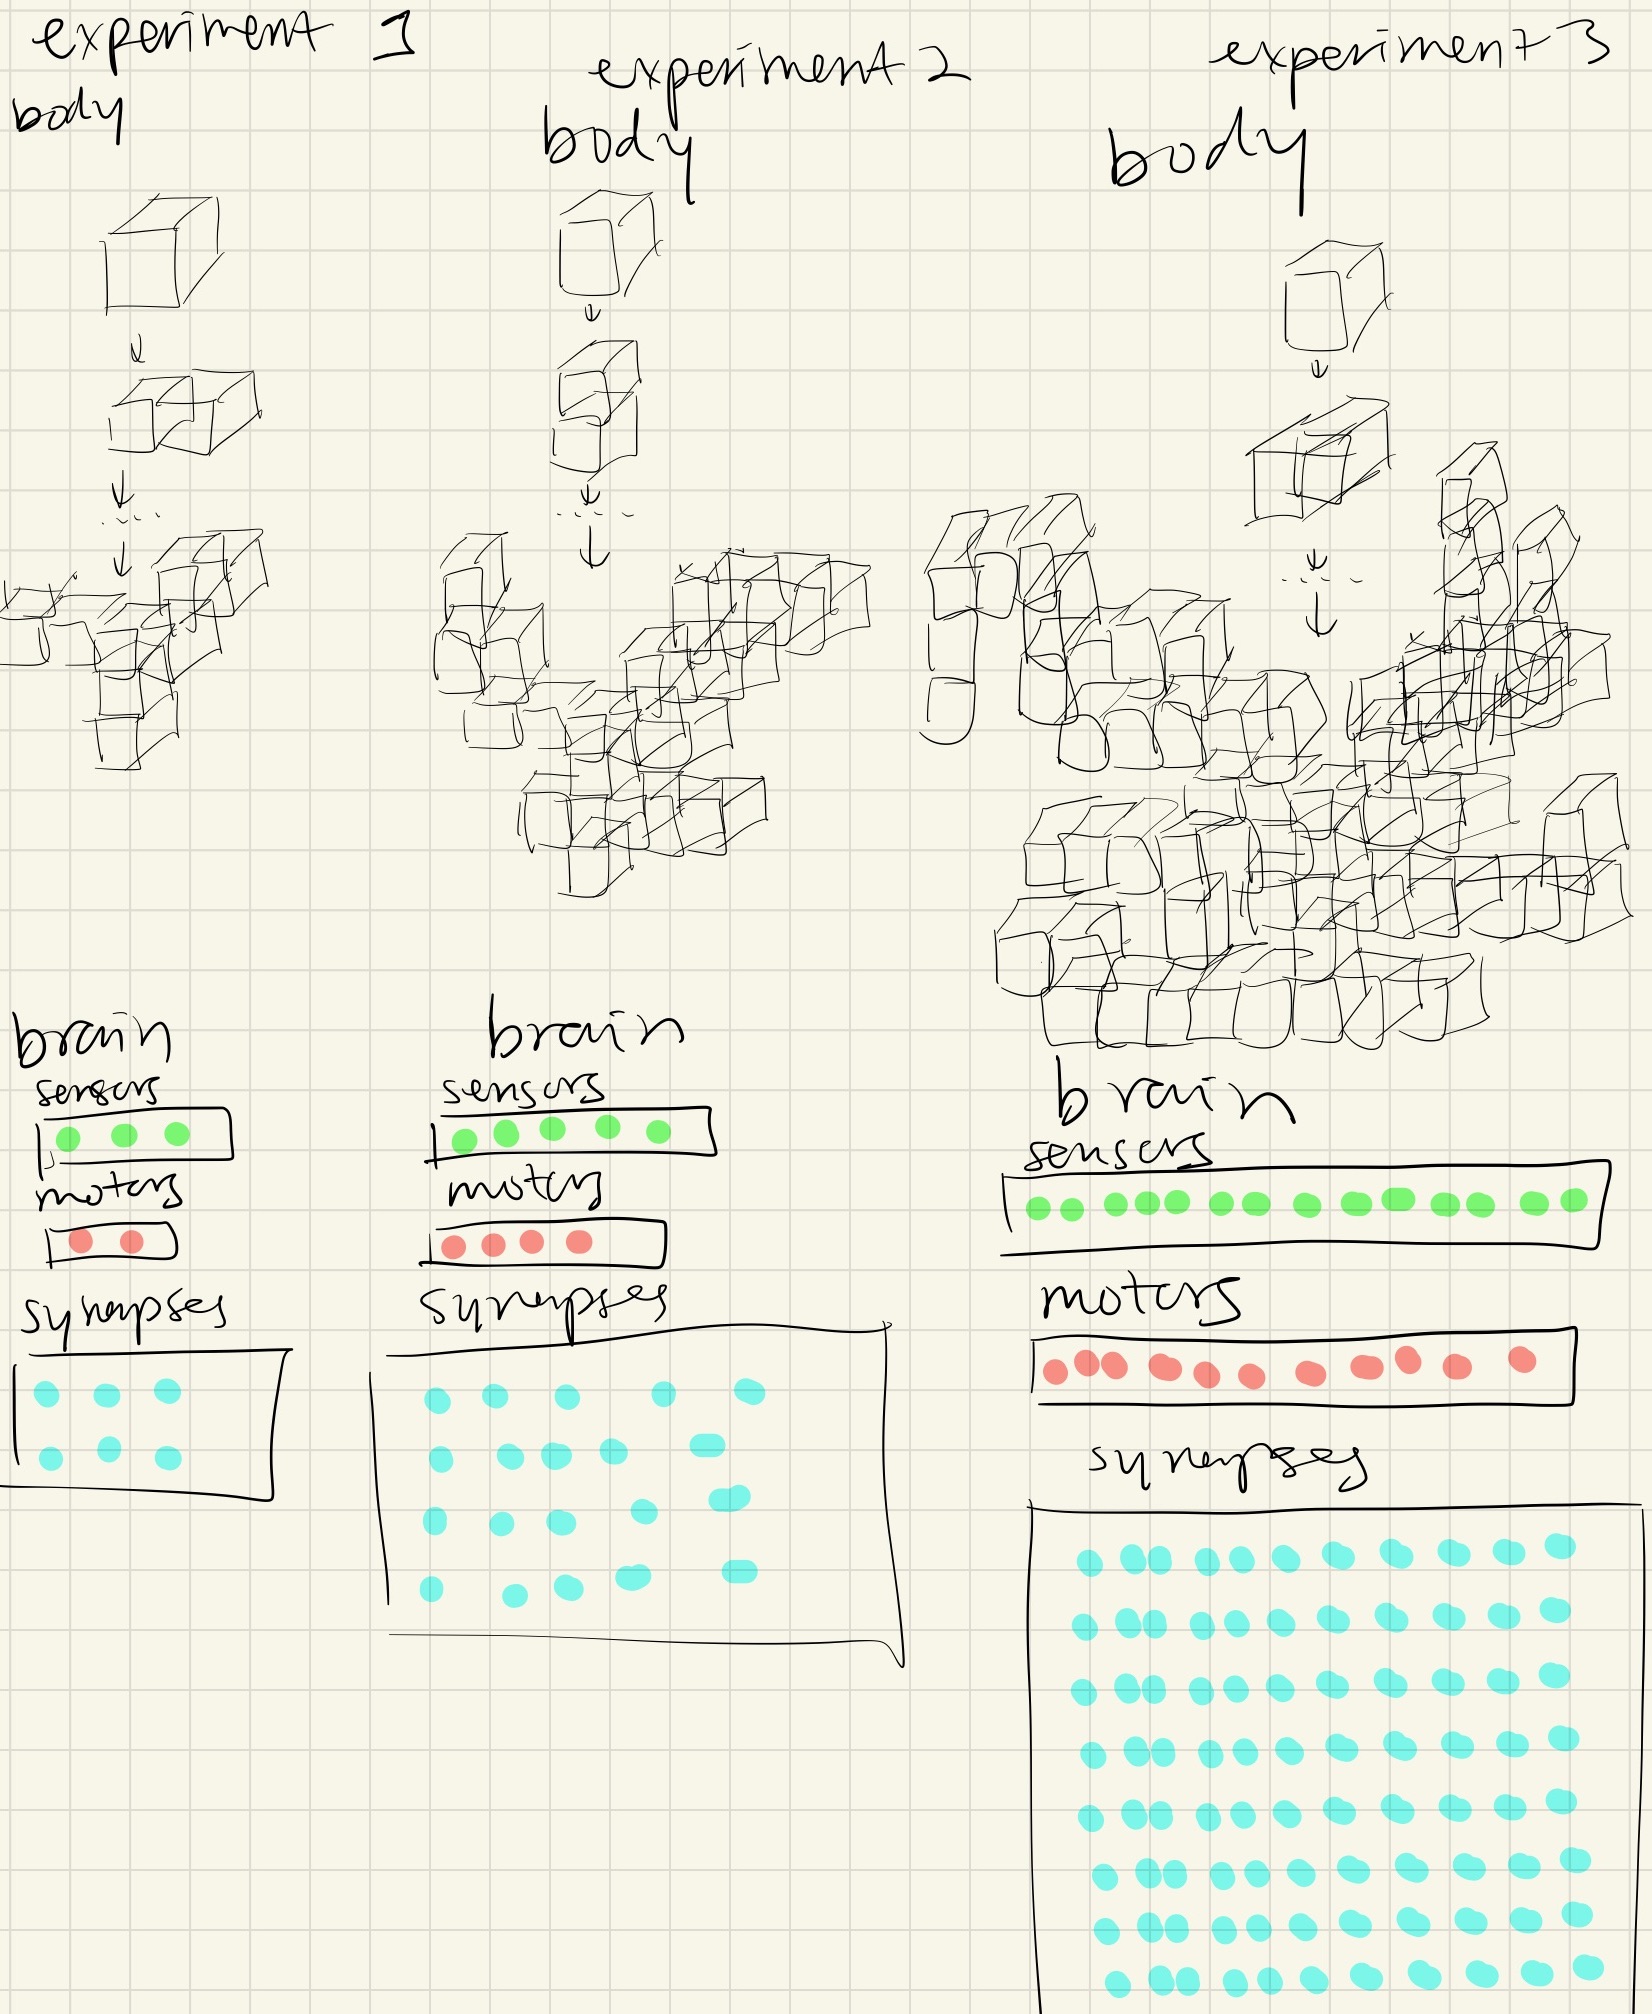 experiment 1
body
brain
sensors
motors
synapses
experiment 2
body
brain
sensors
motors
synapses
experiment 3
body
brain
sensors
motors
synapses